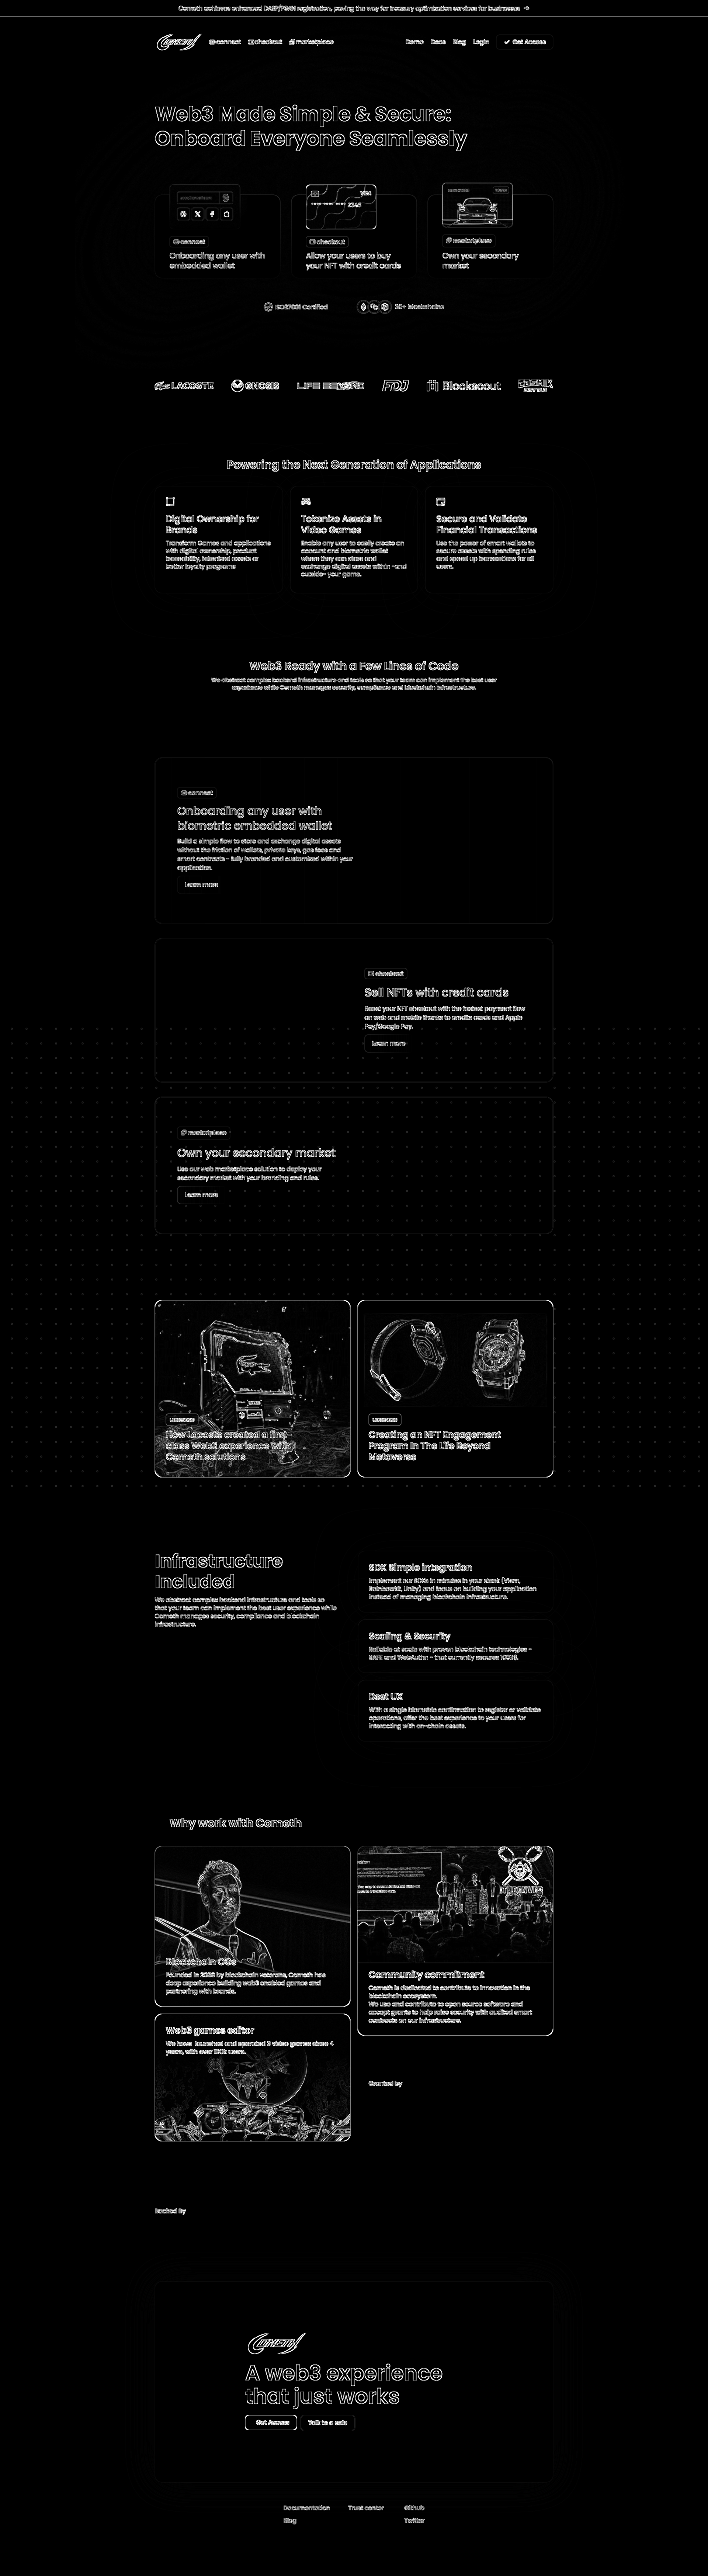 Cometh achieves enhanced DASP/PSAN registration, paving the way for treasury optimization services for businesses →
Cometh
connect
checkout
marketplace
Demo
Docs
Blog
Login
Get Access
Web3 Made Simple & Secure:
Onboard Everyone Seamlessly
VISA
2345
connect
checkout
marketplace
Onboarding any user with
embedded wallet
Allow your users to buy
your NFT with credit cards
Own your secondary
market
ISO27001 Certified
20+ blockchains
LACOSTE
GNOSIS
LIFE BEYOND
FDJ
Blockscout
Powering the Next Generation of Applications
Digital Ownership for
Brands
Transform Games and applications
with digital ownership, product
traceability, tokenised assets or
better loyalty programs
Tokenize Assets in
Video Games
Enable any user to easily create an
account and biometric wallet
where they can store and
exchange digital assets within -and
outside- your game.
Secure and Validate
Financial Transactions
Use the power of smart wallets to
secure assets with spending rules
and speed up transactions for all
users.
Web3 Ready with a Few Lines of Code
We abstract complex backend infrastructure and tools so that your team can implement the best user
experience while Cometh manages security, compliance and blockchain infrastructure.
connect
Onboarding any user with
biometric embedded wallet
Build a simple flow to store and exchange digital assets
without the friction of wallets, private keys, gas fees and
smart contracts - fully branded and customized within your
application.
Learn more
checkout
Sell NFTs with credit cards
Boost your NFT checkout with the fastest payment flow
on web and mobile thanks to credits cards and Apple
Pay/Google Pay.
Learn more
marketplace
Own your secondary market
Use our web marketplace solution to deploy your
secondary market with your branding and rules.
Learn more
How Lacoste created a first-
class Web3 experience with
Cometh solutions
Creating an NFT Engagement
Program In The Life Beyond
Metaverse
Infrastructure
Included
We abstract complex backend infrastructure and tools so
that your team can implement the best user experience while
Cometh manages security, compliance and blockchain
infrastructure.
SDK Simple integration
Implement our SDKs in minutes in your stack (Viem,
Rainbowkit, Unity) and focus on building your application
instead of managing blockchain infrastructure.
Scaling & Security
Reliable at scale with proven blockchain technologies -
SAFE and WebAuthn - that currently secures 100B$.
Best UX
With a single biometric confirmation to register or validate
operations, offer the best experience to your users for
interacting with on-chain assets.
Why work with Cometh
Blockchain OGs
Founded in 2020 by blockchain veterans, Cometh has
deep experience building web3 enabled games and
partnering with brands.
Community commitment
Cometh is dedicated to contribute to innovation in the
blockchain ecosystem.
We use and contribute to open source software and
accept grants to help raise security with audited smart
contracts on our infrastructure.
Web3 games editor
We have launched and operated 3 video games since 4
years, with over 100k users.
Granted by
Backed By
Cometh
A web3 experience
that just works
Get Access
Talk to a sale
Documentation
Trust center
Github
Blog
Twitter